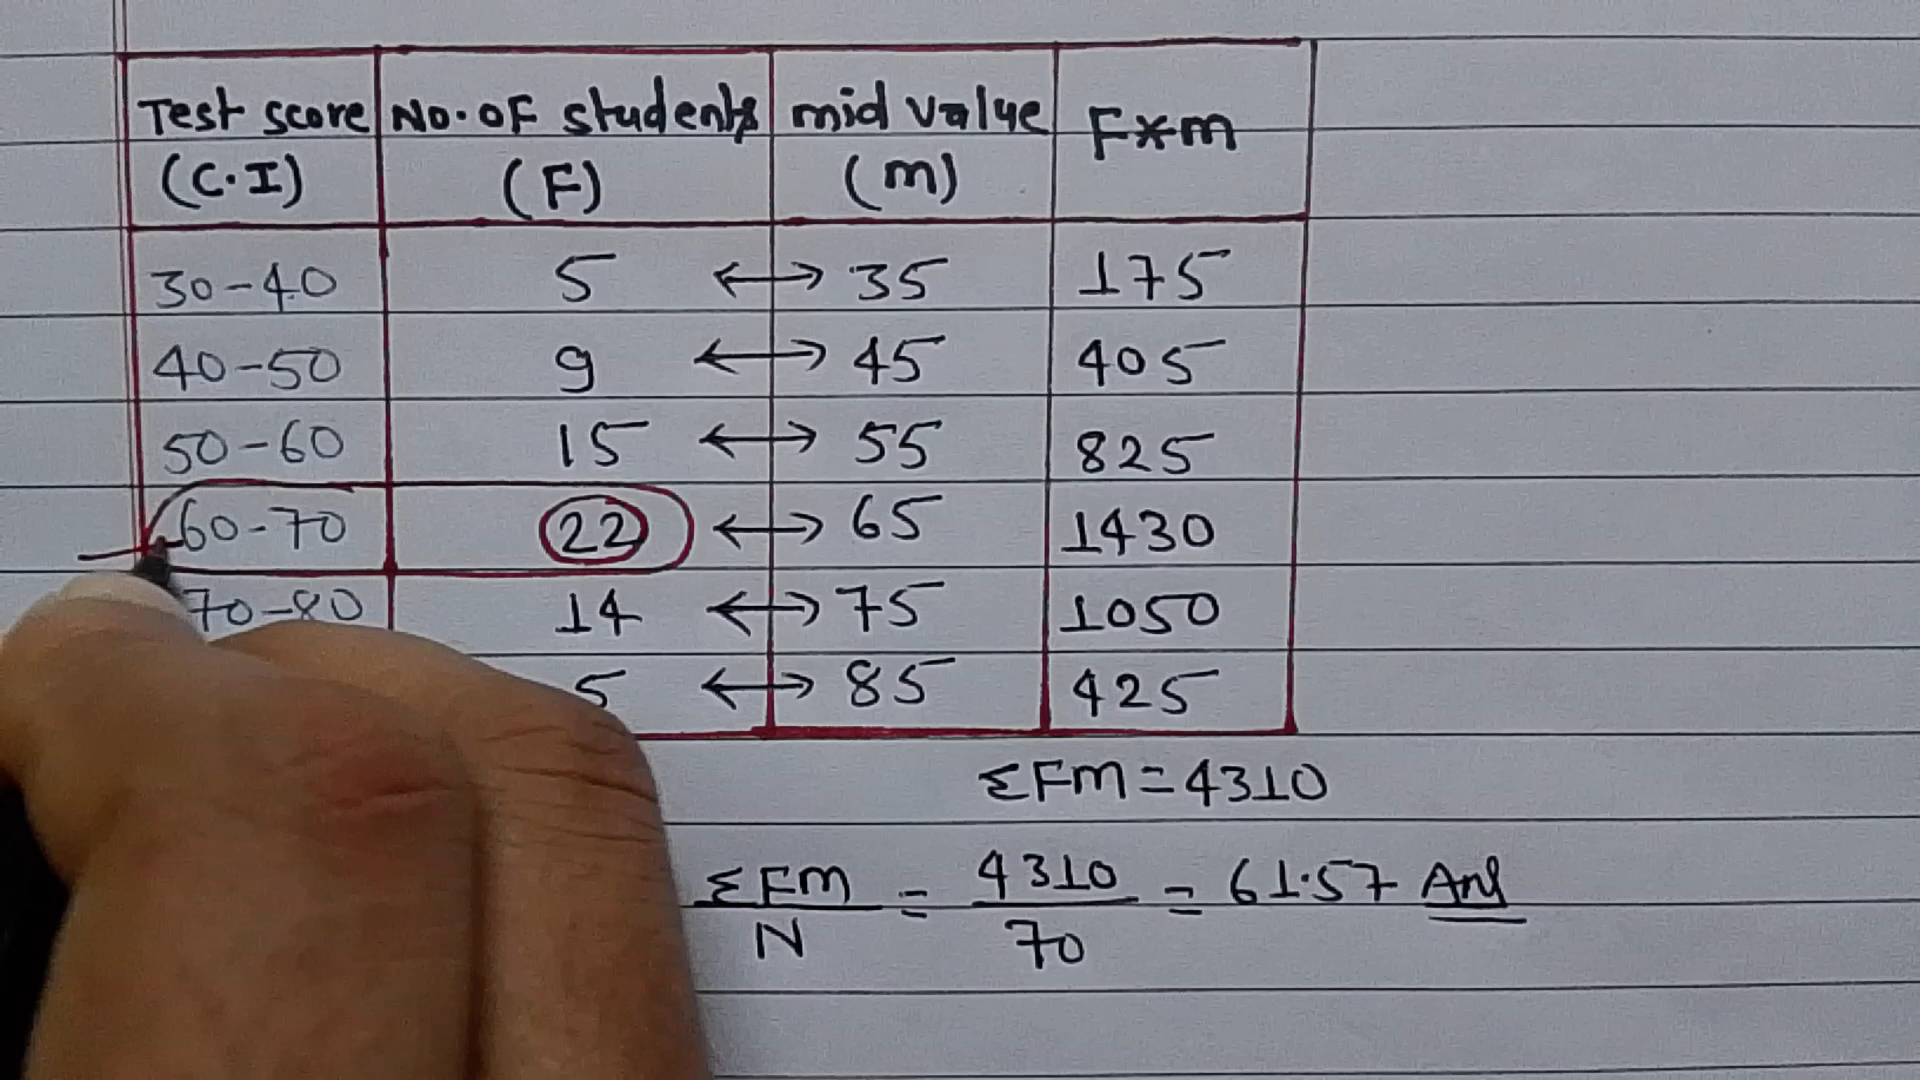 Test score No. OF students mid value F*m
(C.I) (F) (m)
30-40 5 ↔ 35 175
40-50 9 ↔ 45 405
50-60 15 ↔ 55 825
60-70 22 ↔ 65 1430
70-80 14 ↔ 75 1050
5 ↔ 85 425
ΣFM = 4310
ΣFM = 4310 = 61.57 Ans
N 70